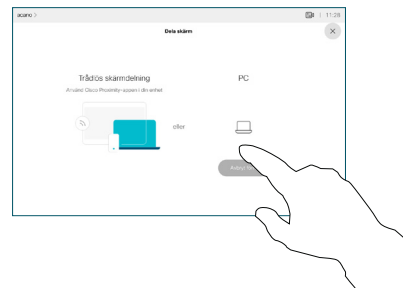 acano >
11:28
Dela skärm
Trådlös skärmdelning
PC
Använd Cisco Proximity-appen i din enhet
eller